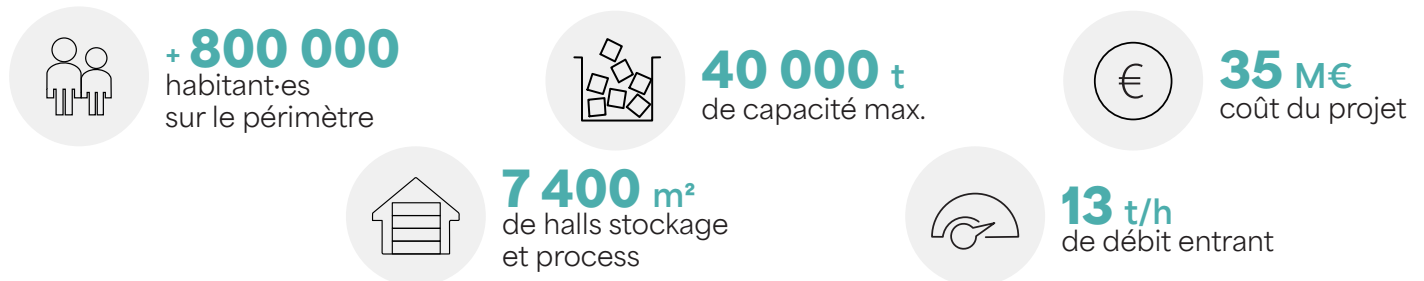 + 800 000
habitant·es
sur le périmètre
40 000 t
de capacité max.
€
35 M€
coût du projet
7 400 m²
de halls stockage
et process
13 t/h
de débit entrant